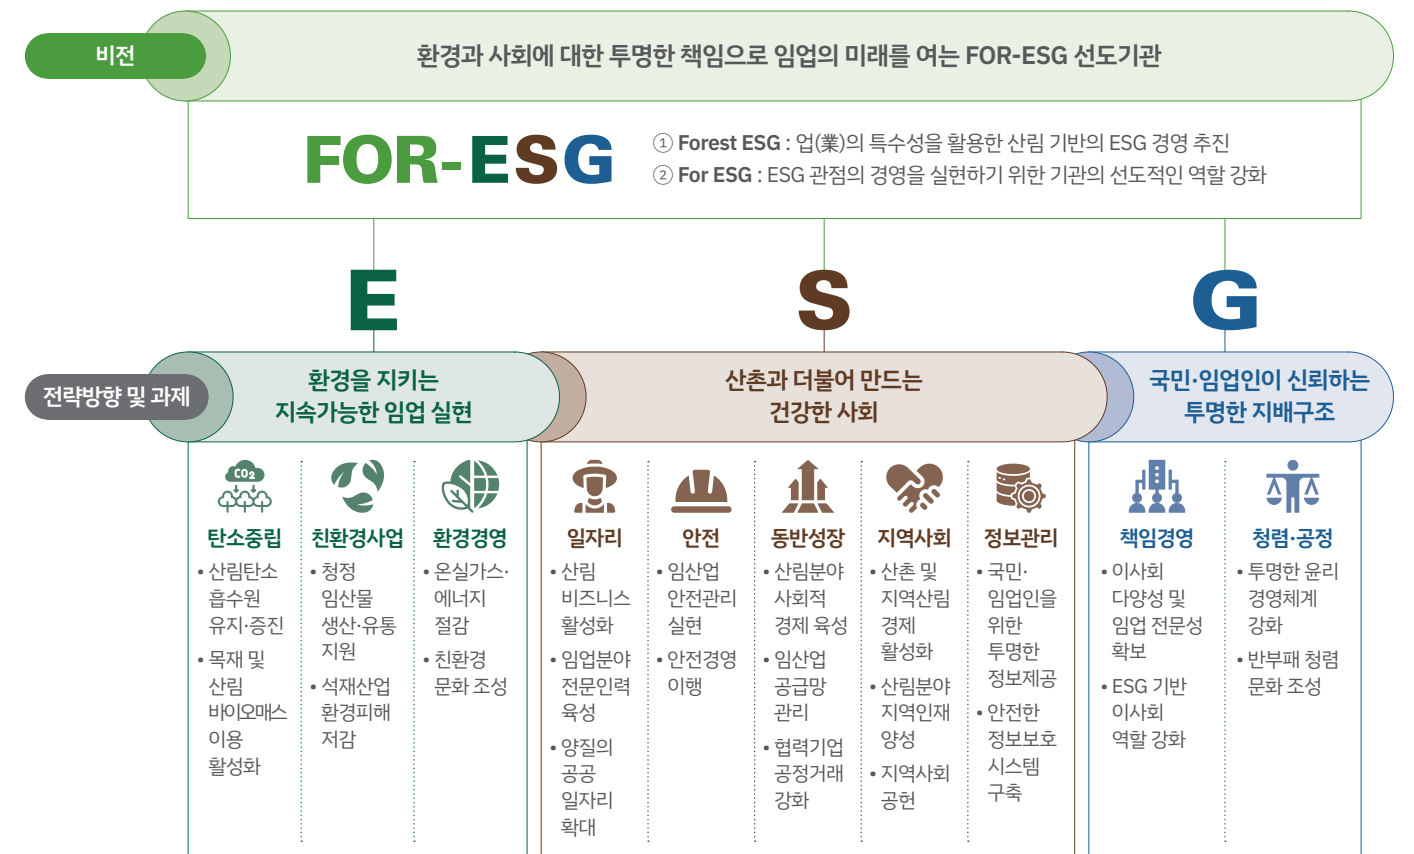 비전
환경과 사회에 대한 투명한 책임으로 임업의 미래를 여는 FOR-ESG 선도기관
FOR-ESG
① Forest ESG : 업(業)의 특수성을 활용한 산림 기반의 ESG 경영 추진
② For ESG : ESG 관점의 경영을 실현하기 위한 기관의 선도적인 역할 강화
E
S
G
전략방향 및 과제
환경을 지키는
지속가능한 임업 실현
산촌과 더불어 만드는
건강한 사회
국민·임업인이 신뢰하는
투명한 지배구조
CO2
탄소중립
• 산림탄소
흡수원
유지·증진
• 목재 및
산림
바이오매스
이용
활성화
친환경사업
• 청정
임산물
생산·유통
지원
• 석재산업
환경피해
저감
환경경영
• 온실가스·
에너지
절감
• 친환경
문화 조성
일자리
• 산림
비즈니스
활성화
• 임업분야
전문인력
육성
• 양질의
공공
일자리
확대
안전
• 임산업
안전관리
실현
• 안전경영
이행
동반성장
• 산림분야
사회적
경제 육성
• 임산업
공급망
관리
• 협력기업
공정거래
강화
지역사회
• 산촌 및
지역산림
경제
활성화
• 산림분야
지역인재
양성
• 지역사회
공헌
정보관리
• 국민·
임업인을
위한
투명한
정보제공
• 안전한
정보보호
시스템
구축
책임경영
• 이사회
다양성 및
임업 전문성
확보
• ESG 기반
이사회
역할 강화
청렴·공정
• 투명한 윤리
경영체계
강화
• 반부패 청렴
문화 조성